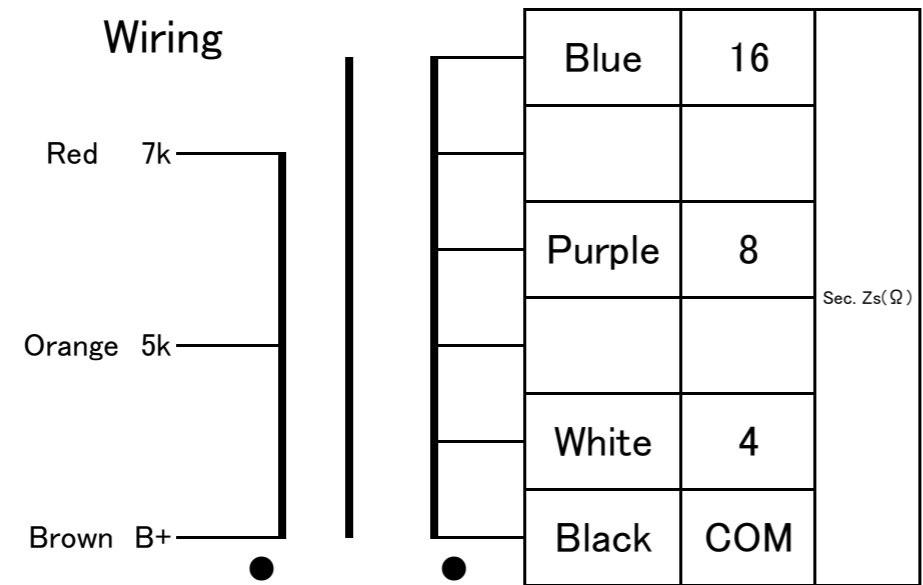 Wiring
Blue 16
Red 7k
Purple 8
Sec. Zs(Ω)
Orange 5k
White 4
Brown B+
Black COM